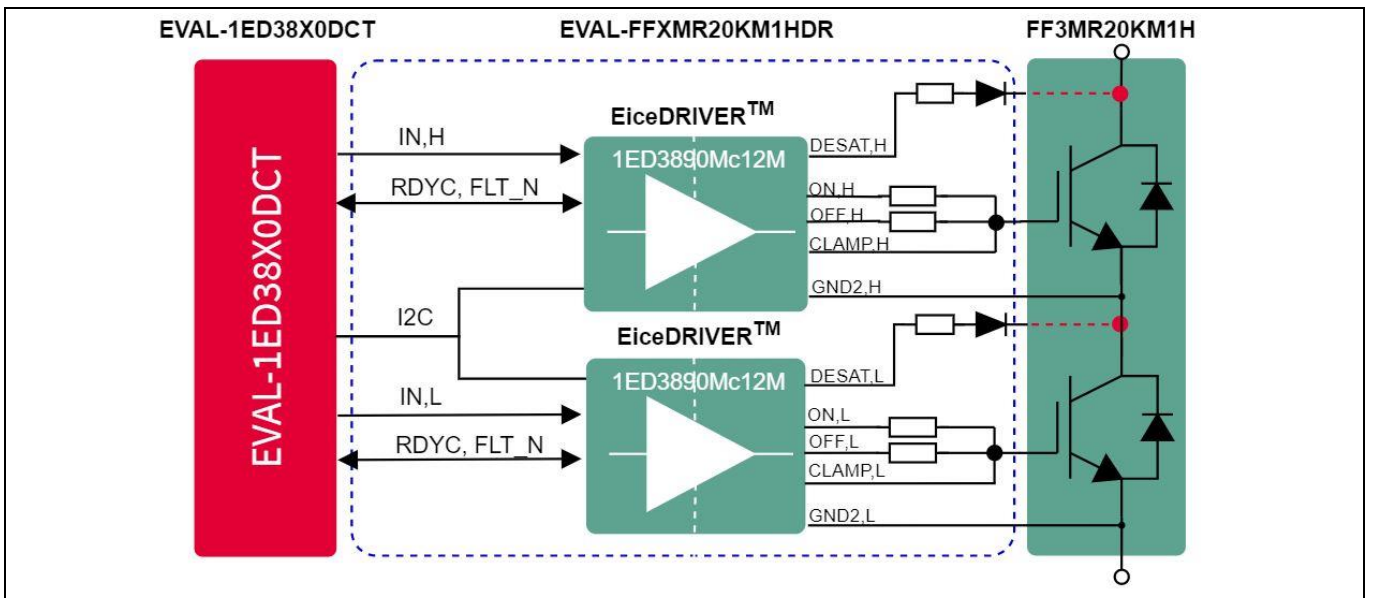 EVAL-1ED38X0DCT
EVAL-FFXMR20KM1HDR
FF3MR20KM1H
EVAL-1ED38X0DCT
IN,H
RDYC, FLT_N
I2C
IN,L
RDYC, FLT_N
EiceDRIVER™
1ED3890Mc12M
DESAT,H
ON,H
OFF,H
CLAMP,H
GND2,H
EiceDRIVER™
1ED3890Mc12M
DESAT,L
ON,L
OFF,L
CLAMP,L
GND2,L